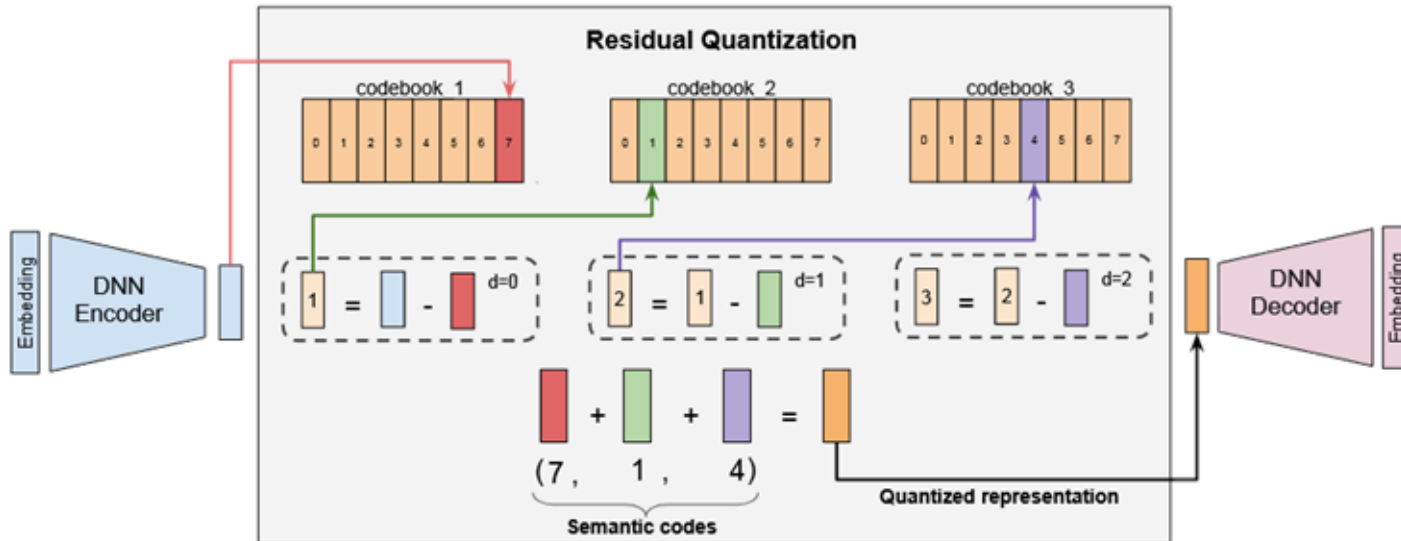 Residual Quantization
codebook_1
codebook_2
codebook_3
0 1 2 3 4 5 6 7
0 1 2 3 4 5 6 7
0 1 2 3 4 5 6 7
Embedding
DNN
Encoder
1 = - d=0
2 = 1 - d=1
3 = 2 - d=2
DNN
Decoder
Embedding
+ + =
(7, 1, 4)
Semantic codes
Quantized representation